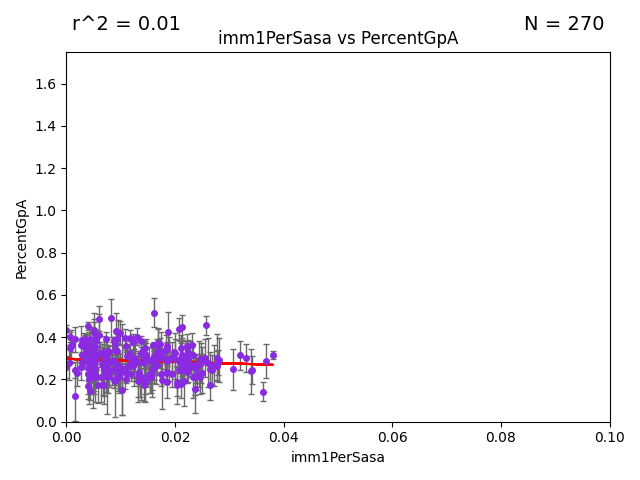 r^2 = 0.01
N = 270
imm1PerSasa vs PercentGpA
1.6
1.4
1.2
1.0
0.8
0.6
0.4
0.2
0.0
PercentGpA
0.00 0.02 0.04 0.06 0.08 0.10
imm1PerSasa